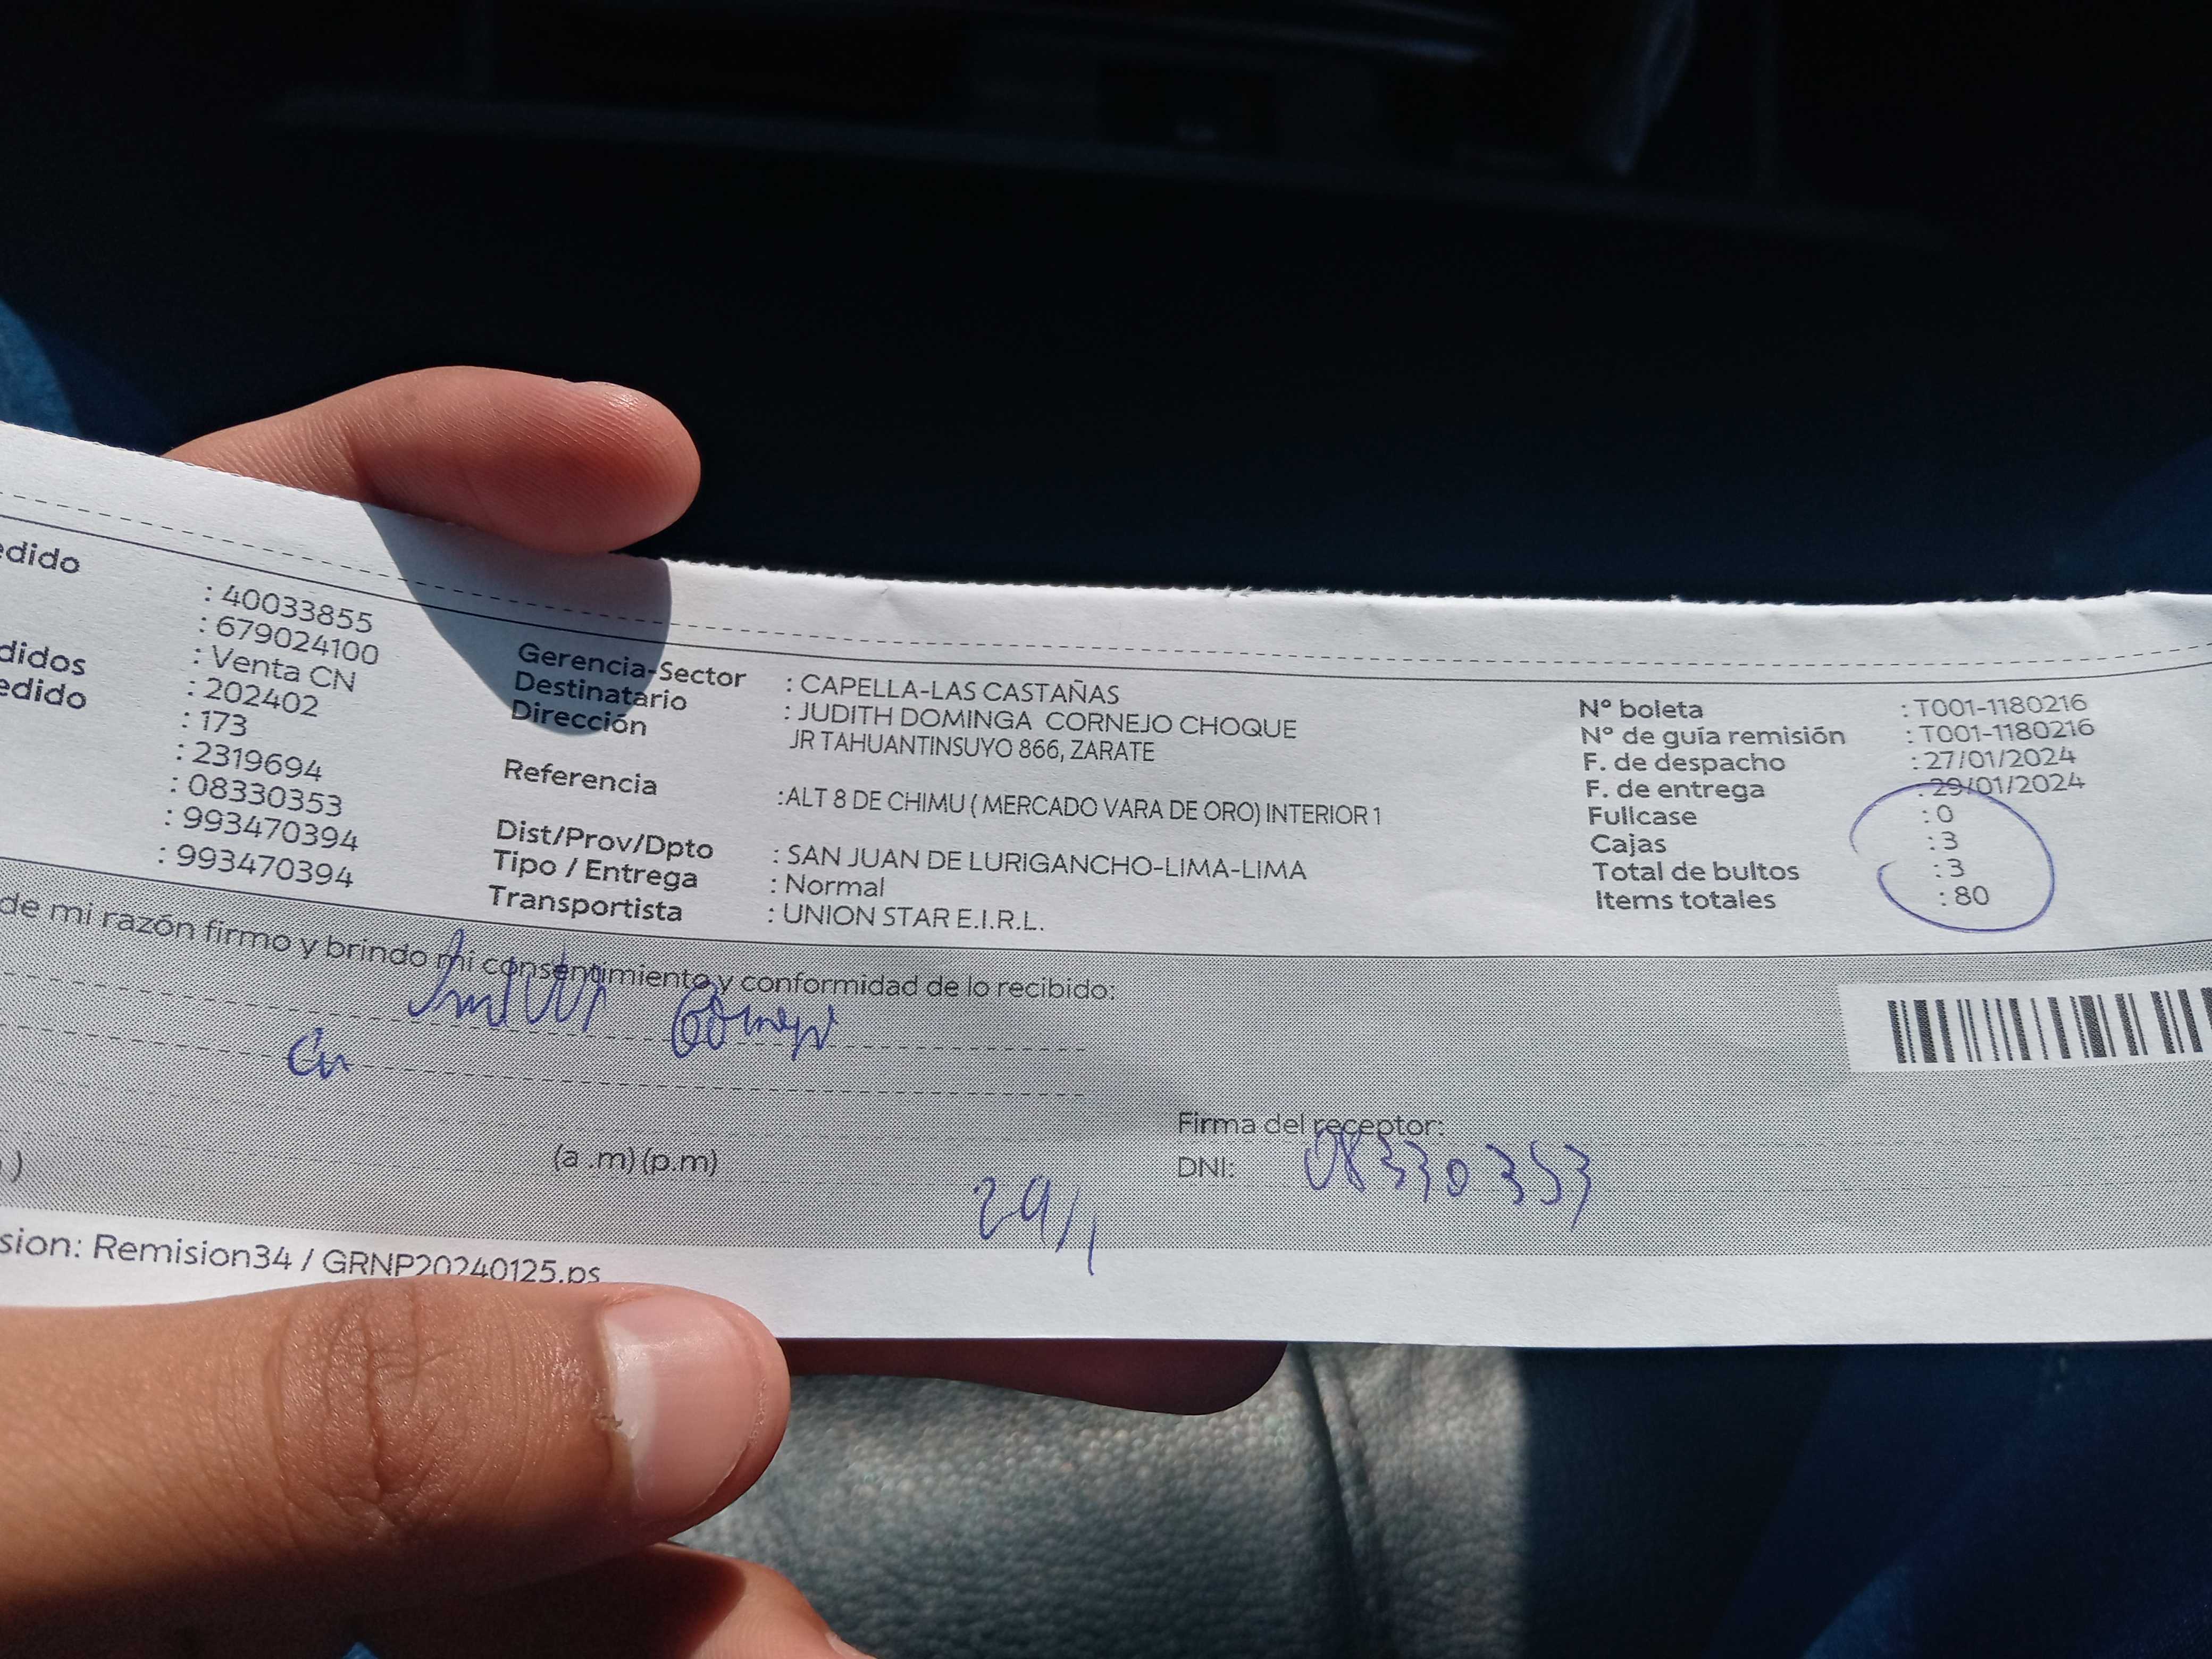 edido
: 40033855
: 679024100
didos : Venta CN
edido : 202402
: 173
: 2319694
: 08330353
: 993470394
: 993470394
Gerencia-Sector : CAPELLA-LAS CASTAÑAS
Destinatario : JUDITH DOMINGA CORNEJO CHOQUE
Dirección JR TAHUANTINSUYO 866, ZARATE
Referencia :ALT 8 DE CHIMU ( MERCADO VARA DE ORO) INTERIOR 1
Dist/Prov/Dpto : SAN JUAN DE LURIGANCHO-LIMA-LIMA
Tipo / Entrega : Normal
Transportista : UNION STAR E.I.R.L.
Nº boleta : T001-1180216
Nº de guía remisión : T001-1180216
F. de despacho : 27/01/2024
F. de entrega : 29/01/2024
Fullcase : 0
Cajas : 3
Total de bultos : 3
Items totales : 80
de mi razón firmo y brindo mi consentimiento y conformidad de lo recibido:
Firma del receptor:
) (a .m) (p.m) DNI: 08330353
29/1
sion: Remision34 / GRNP20240125.ps